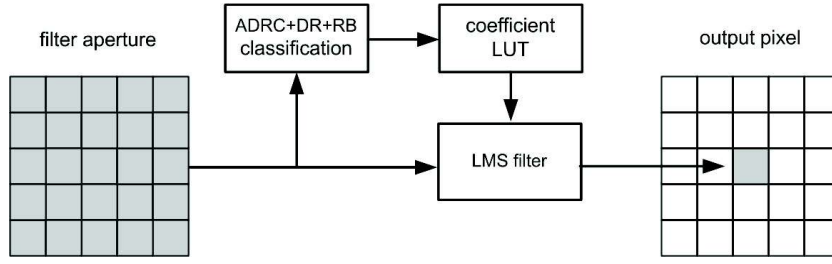 filter aperture
ADRC+DR+RB
classification
coefficient
LUT
output pixel
LMS filter